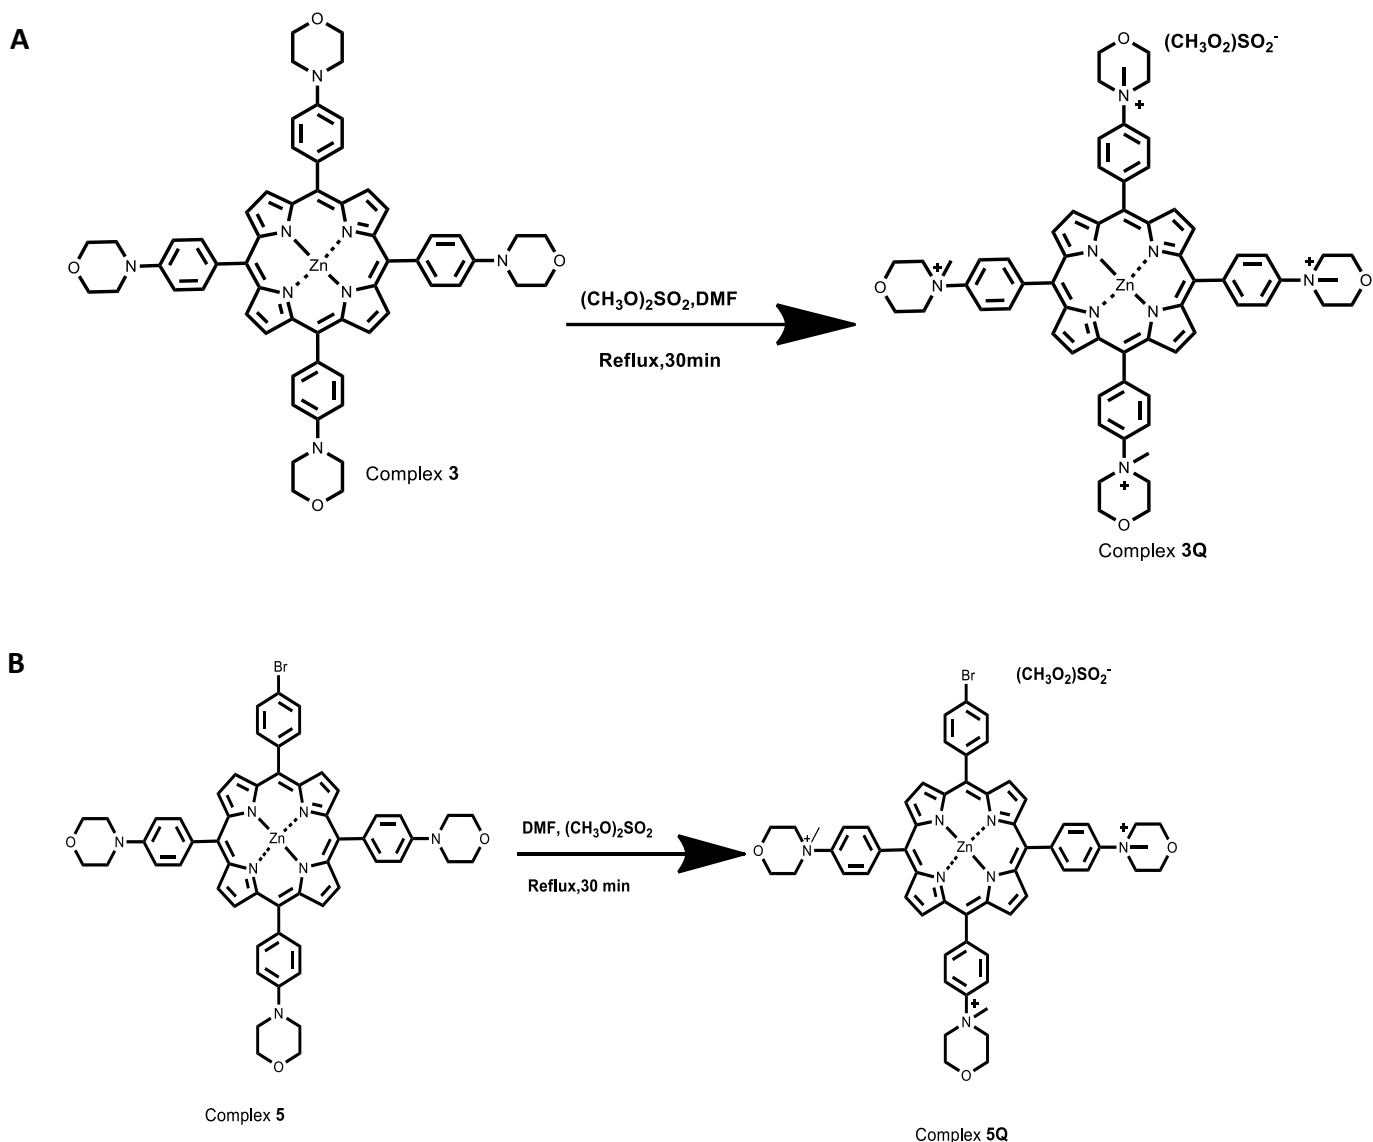 A
O
N
N
N
Zn
N
N
O
N
N
O
N
O
Complex 3
(CH3O)2SO2,DMF
Reflux,30min
O
(CH3O2)SO2-
N
+
N
N
Zn
N
N
O
N
+
N
+
O
N
+
O
Complex 3Q
B
Br
N
N
Zn
N
N
O
N
N
O
N
O
Complex 5
DMF, (CH3O)2SO2
Reflux,30 min
Br
(CH3O2)SO2-
N
N
Zn
N
N
O
N
+
N
+
O
+
N
O
Complex 5Q